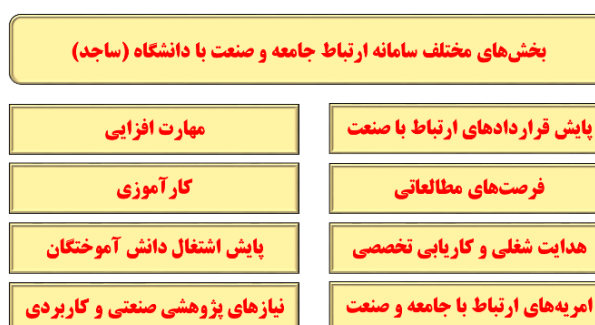 بخش‌های مختلف سامانه ارتباط جامعه و صنعت با دانشگاه (ساجد)
پایش قراردادهای ارتباط با صنعت
مهارت افزایی
فرصت‌های مطالعاتی
کارآموزی
هدایت شغلی و کاریابی تخصصی
پایش اشتغال دانش آموختگان
امریه‌های ارتباط با جامعه و صنعت
نیازهای پژوهشی صنعتی و کاربردی